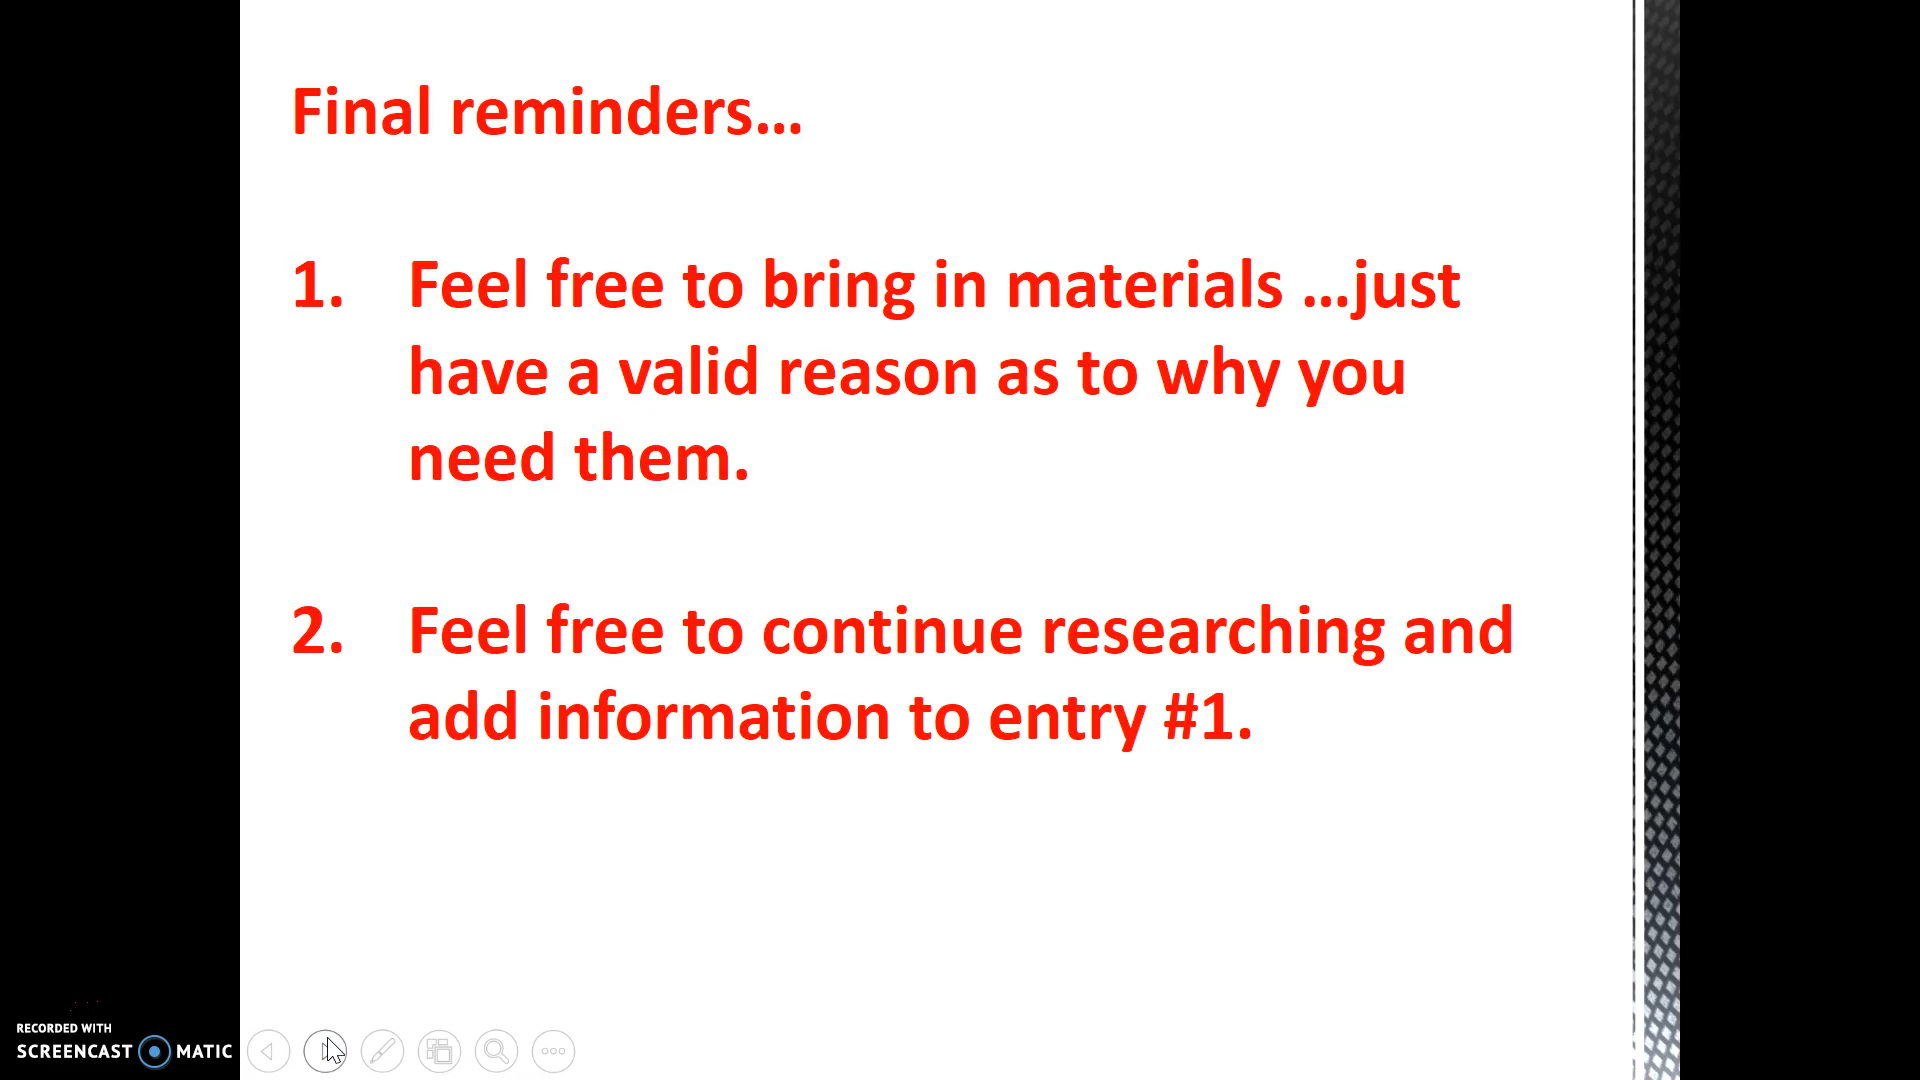 Final reminders...
1. Feel free to bring in materials ...just
have a valid reason as to why you
need them.
2. Feel free to continue researching and
add information to entry #1.
RECORDED WITH
SCREENCAST MATIC